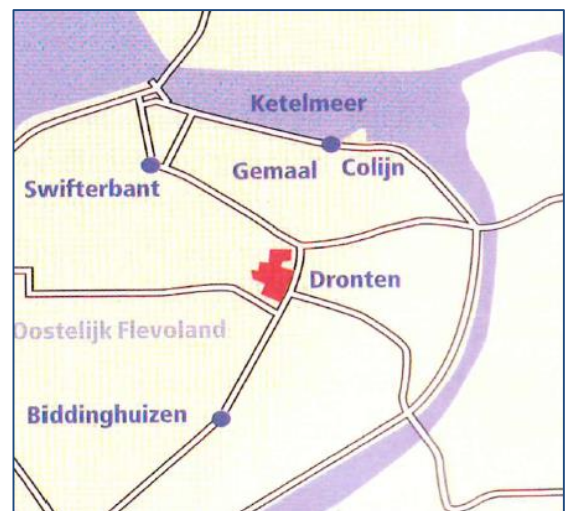 Ketelmeer
Gemaal Colijn
Swifterbant
Dronten
Oostelijk Flevoland
Biddinghuizen